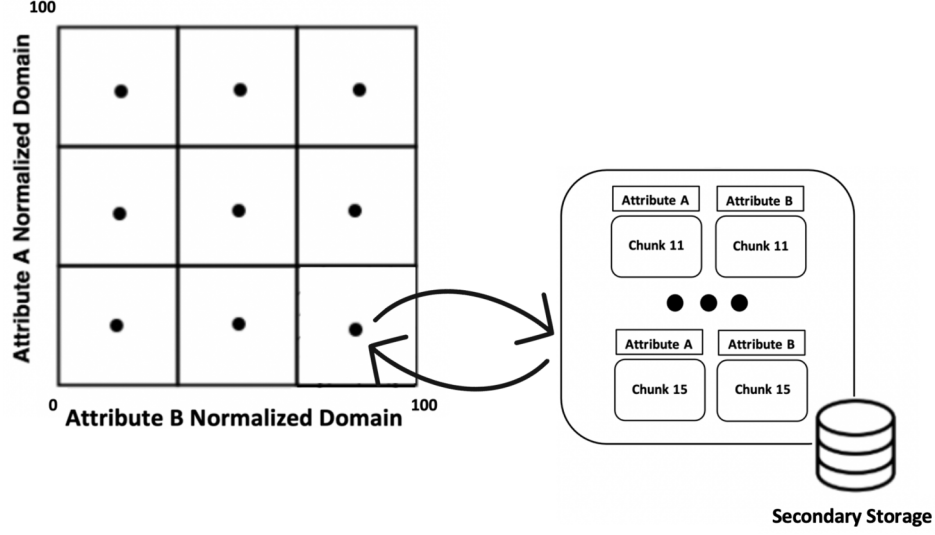 100
Attribute A Normalized Domain
0
100
Attribute B Normalized Domain
Attribute A
Attribute B
Chunk 11
Chunk 11
Attribute A
Attribute B
Chunk 15
Chunk 15
Secondary Storage